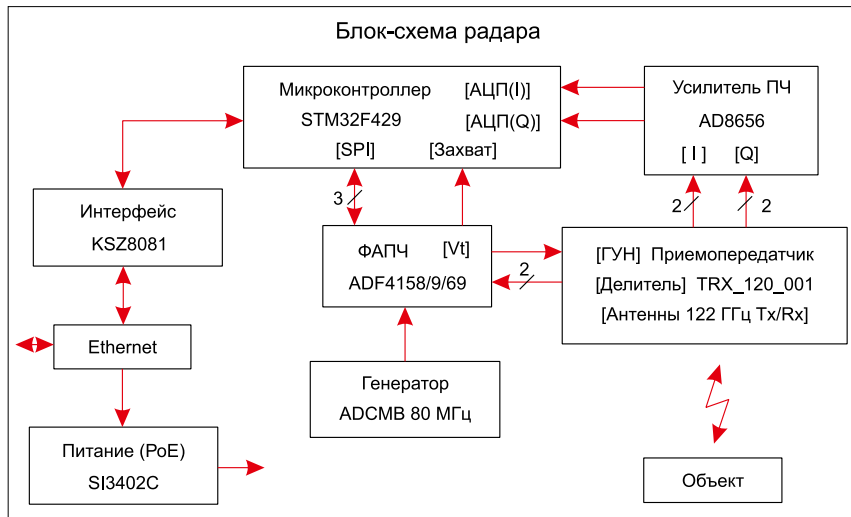 Блок-схема радара
Микроконтроллер [АЦП(I)]
STM32F429 [АЦП(Q)]
[SPI] [Захват]
Усилитель ПЧ
AD8656
[ I ] [Q]
3
2 2
Интерфейс
KSZ8081
ФАПЧ [Vt]
ADF4158/9/69
2
[ГУН] Приемопередатчик
[Делитель] TRX_120_001
[Антенны 122 ГГц Tx/Rx]
Ethernet
Генератор
ADCMB 80 МГц
Питание (PoE)
SI3402C
Объект